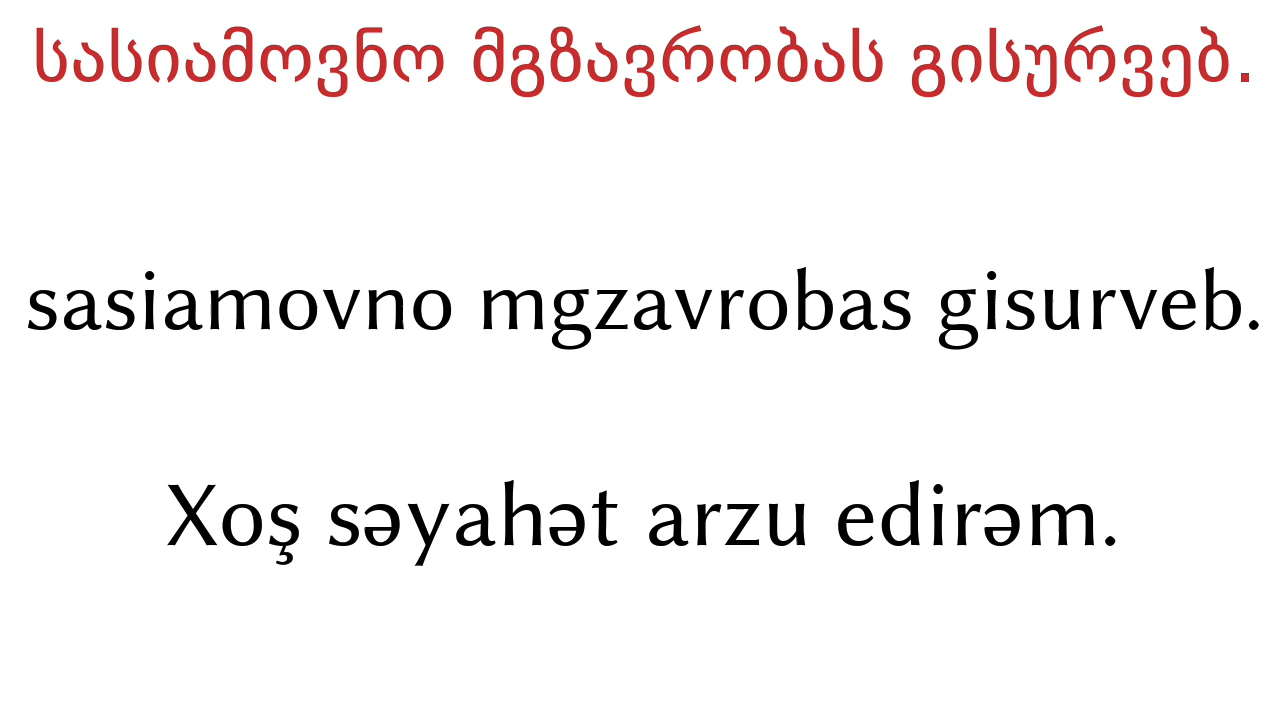 სასიამოვნო მგზავრობას გისურვებ.
sasiamovno mgzavrobas gisurveb.
Xoş səyahət arzu edirəm.